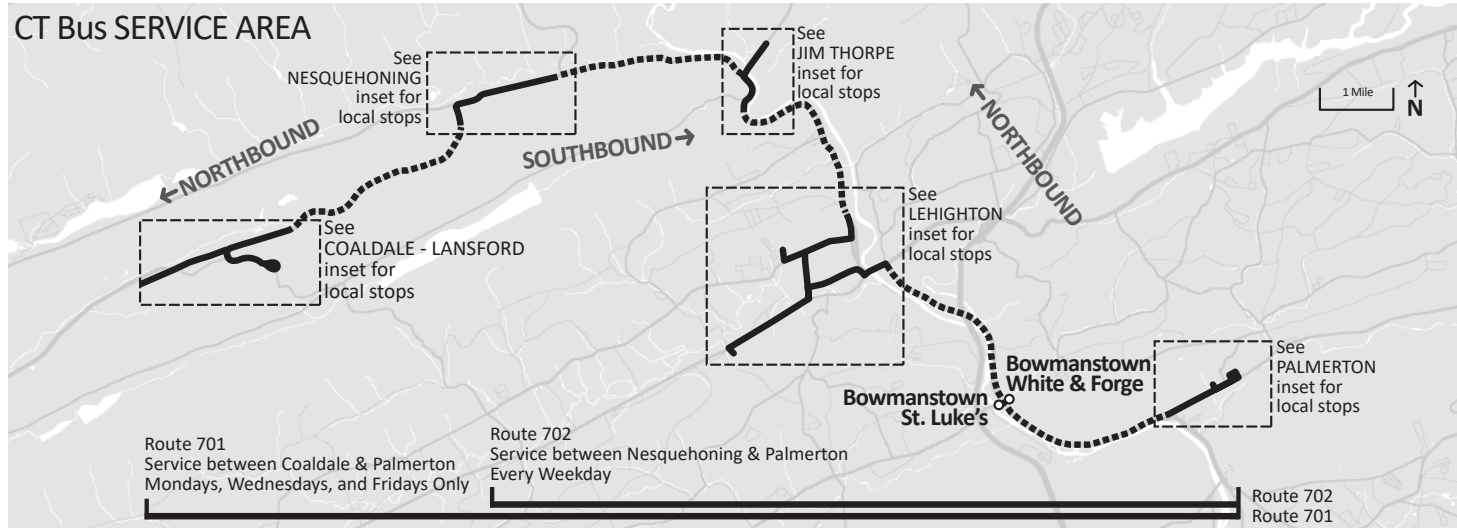 CT Bus SERVICE AREA
See
NESQUEHONING
inset for
local stops
See
JIM THORPE
inset for
local stops
1 Mile
N
←NORTHBOUND
SOUTHBOUND→
←NORTHBOUND
See
COALDALE - LANSFORD
inset for
local stops
See
LEHIGHTON
inset for
local stops
Bowmanstown
White & Forge
Bowmanstown
St. Luke's
See
PALMERTON
inset for
local stops
Route 701
Service between Coaldale & Palmerton
Mondays, Wednesdays, and Fridays Only
Route 702
Service between Nesquehoning & Palmerton
Every Weekday
Route 702
Route 701